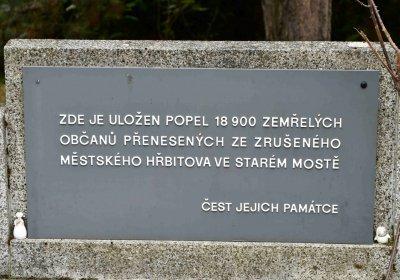 ZDE JE ULOŽEN POPEL 18 900 ZEMŘELÝCH
OBČANŮ PŘENESENÝCH ZE ZRUŠENÉHO
MĚSTSKÉHO HŘBITOVA VE STARÉM MOSTĚ
ČEST JEJICH PAMÁTCE